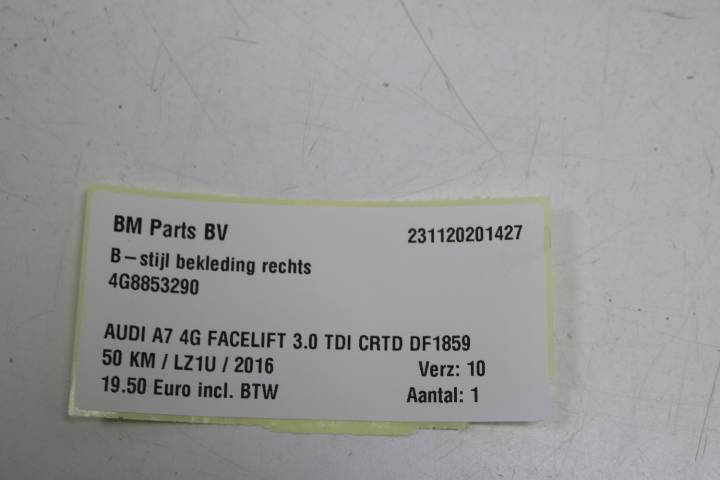 BM Parts BV 231120201427
B-stijl bekleding rechts
4G8853290
AUDI A7 4G FACELIFT 3.0 TDI CRTD DF1859
50 KM / LZ1U / 2016 Verz: 10
19.50 Euro incl. BTW Aantal: 1